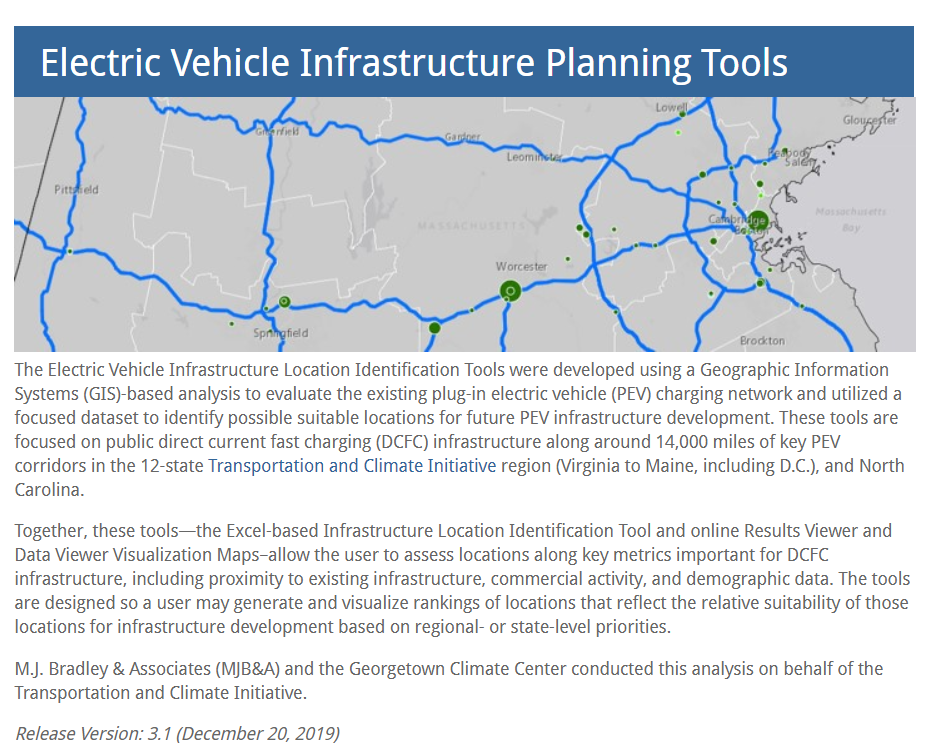 Electric Vehicle Infrastructure Planning Tools
Lowell
Gloucester
Greenfield
Gardner
Leominster
Peabody
Salem
Pittsfield
Massachusetts
Bay
MASSACHUSETTS
Cambridge
Boston
Worcester
Springfield
Brockton
The Electric Vehicle Infrastructure Location Identification Tools were developed using a Geographic Information
Systems (GIS)-based analysis to evaluate the existing plug-in electric vehicle (PEV) charging network and utilized a
focused dataset to identify possible suitable locations for future PEV infrastructure development. These tools are
focused on public direct current fast charging (DCFC) infrastructure along around 14,000 miles of key PEV
corridors in the 12-state Transportation and Climate Initiative region (Virginia to Maine, including D.C.), and North
Carolina.
Together, these tools—the Excel-based Infrastructure Location Identification Tool and online Results Viewer and
Data Viewer Visualization Maps–allow the user to assess locations along key metrics important for DCFC
infrastructure, including proximity to existing infrastructure, commercial activity, and demographic data. The tools
are designed so a user may generate and visualize rankings of locations that reflect the relative suitability of those
locations for infrastructure development based on regional- or state-level priorities.
M.J. Bradley & Associates (MJB&A) and the Georgetown Climate Center conducted this analysis on behalf of the
Transportation and Climate Initiative.
Release Version: 3.1 (December 20, 2019)